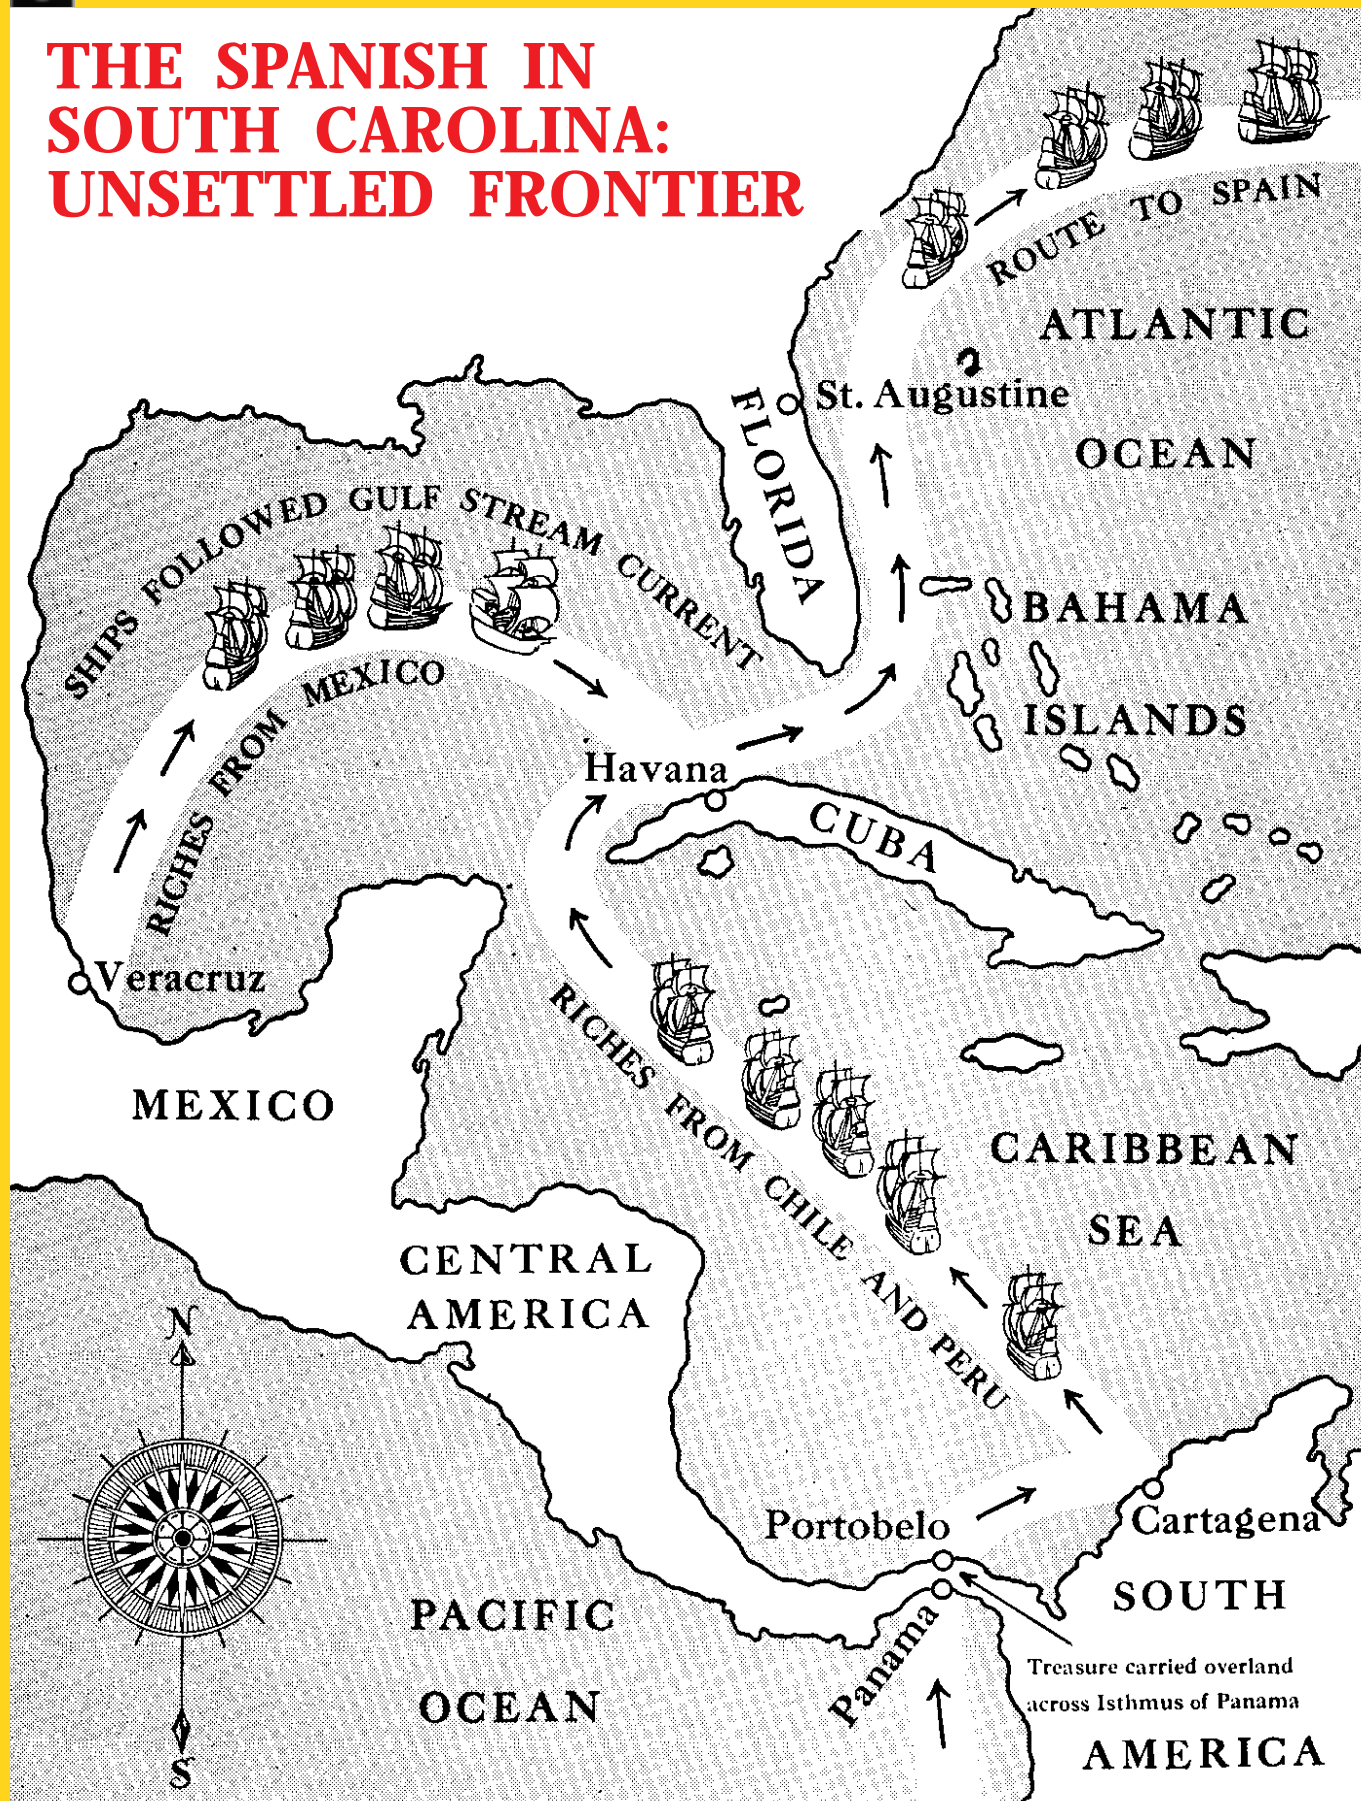 THE SPANISH IN
SOUTH CAROLINA:
UNSETTLED FRONTIER
ROUTE TO SPAIN
ATLANTIC
OCEAN
St. Augustine
FLORIDA
SHIPS FOLLOWED GULF STREAM CURRENT
RICHES FROM MEXICO
BAHAMA
ISLANDS
Havana
CUBA
Veracruz
MEXICO
RICHES FROM CHILE AND PERU
CARIBBEAN
SEA
CENTRAL
AMERICA
N
S
Portobelo
Cartagena
Panama
PACIFIC
OCEAN
SOUTH
Treasure carried overland
across Isthmus of Panama
AMERICA